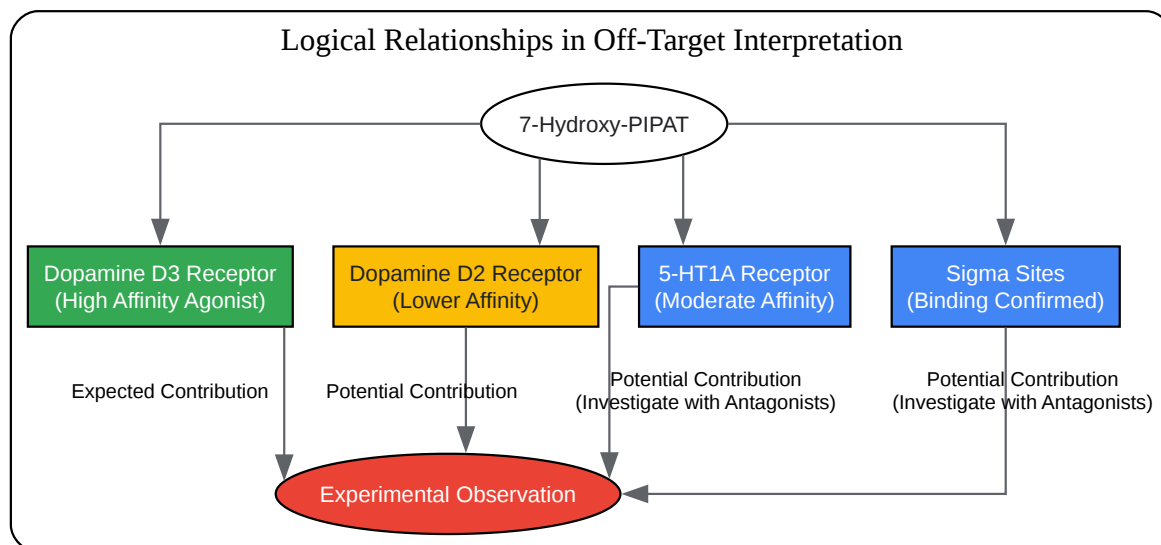 Logical Relationships in Off-Target Interpretation
7-Hydroxy-PIPAT
Dopamine D3 Receptor
(High Affinity Agonist)
Dopamine D2 Receptor
(Lower Affinity)
5-HT1A Receptor
(Moderate Affinity)
Sigma Sites
(Binding Confirmed)
Expected Contribution
Potential Contribution
Potential Contribution
(Investigate with Antagonists)
Potential Contribution
(Investigate with Antagonists)
Experimental Observation